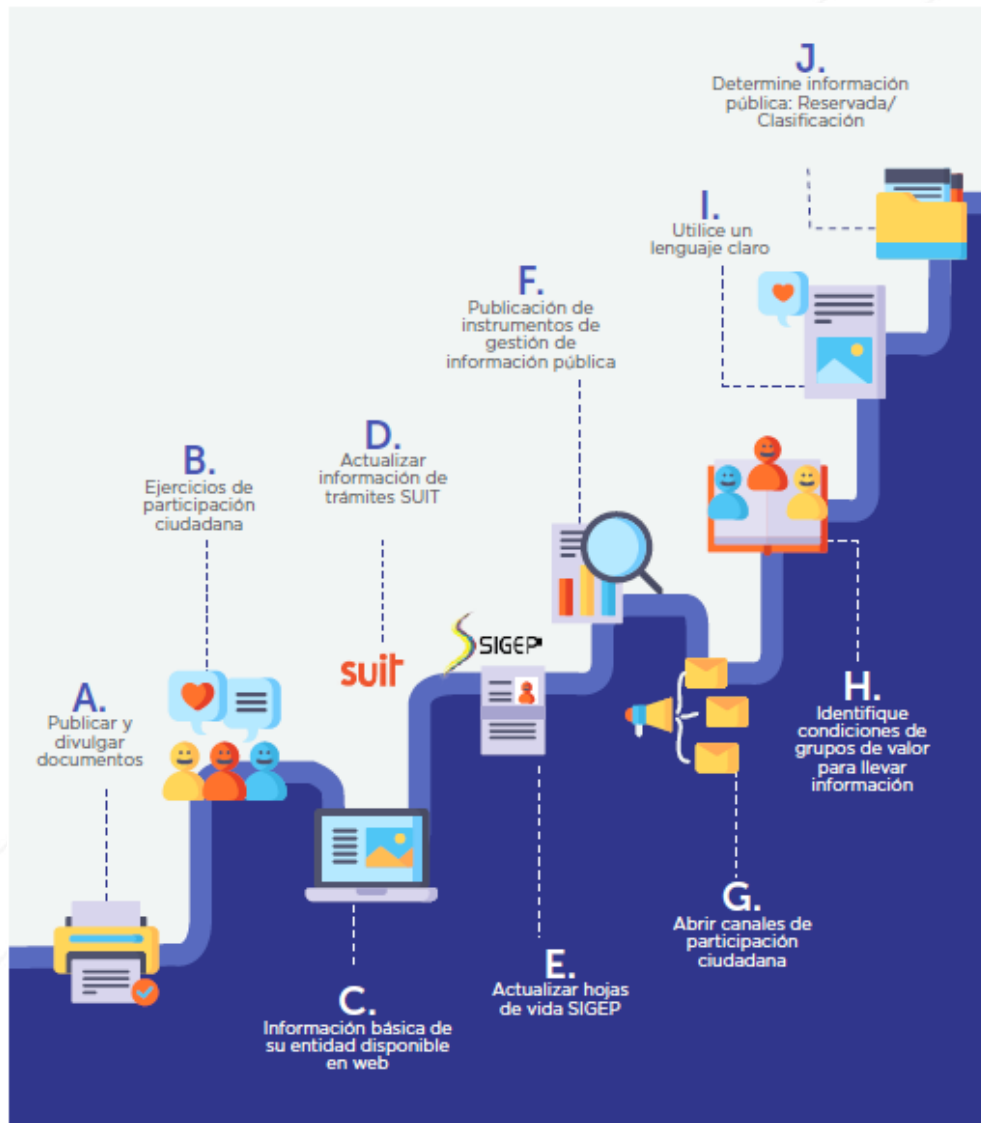 A.
Publicar y
divulgar
documentos
B.
Ejercicios de
participación
ciudadana
C.
Información básica de
su entidad disponible
en web
D.
Actualizar
información de
trámites SUIT
suit
SIGEP
E.
Actualizar hojas
de vida SIGEP
F.
Publicación de
instrumentos de
gestión de
información pública
G.
Abrir canales de
participación
ciudadana
H.
Identifique
condiciones de
grupos de valor
para llevar
información
I.
Utilice un
lenguaje claro
J.
Determine información
pública: Reservada/
Clasificación